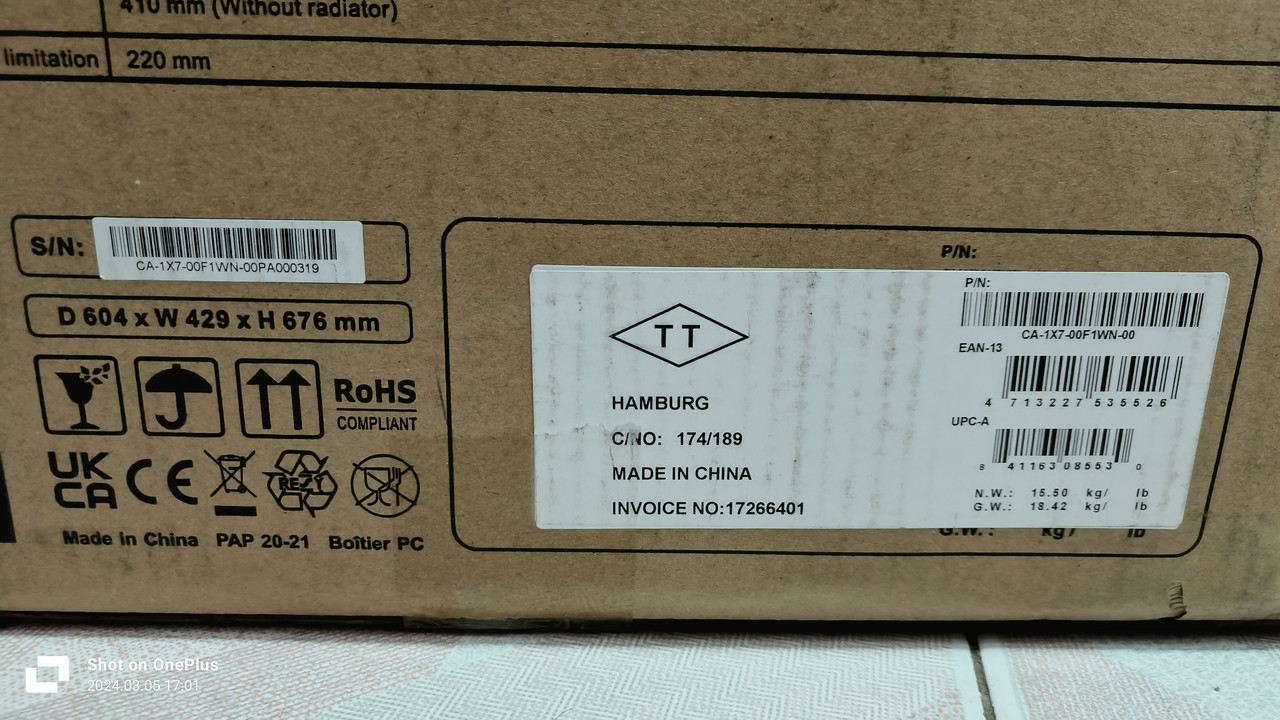 410 mm (Without radiator)
limitation 220 mm
S/N:
CA-1X7-00F1WN-00PA000319
D 604 x W 429 x H 676 mm
RoHS
COMPLIANT
UK
CA CE
REZY
Made in China PAP 20-21 Boîtier PC
P/N:
TT
HAMBURG
C/NO: 174/189
MADE IN CHINA
INVOICE NO:17266401
P/N:
CA-1X7-00F1WN-00
EAN-13
4 713227 535526
UPC-A
8 41163 08553 0
N.W.: 15.50 kg/ lb
G.W.: 18.42 kg/ lb
G.W.: kg/ lb
Shot on OnePlus
2024.03.05 17:01